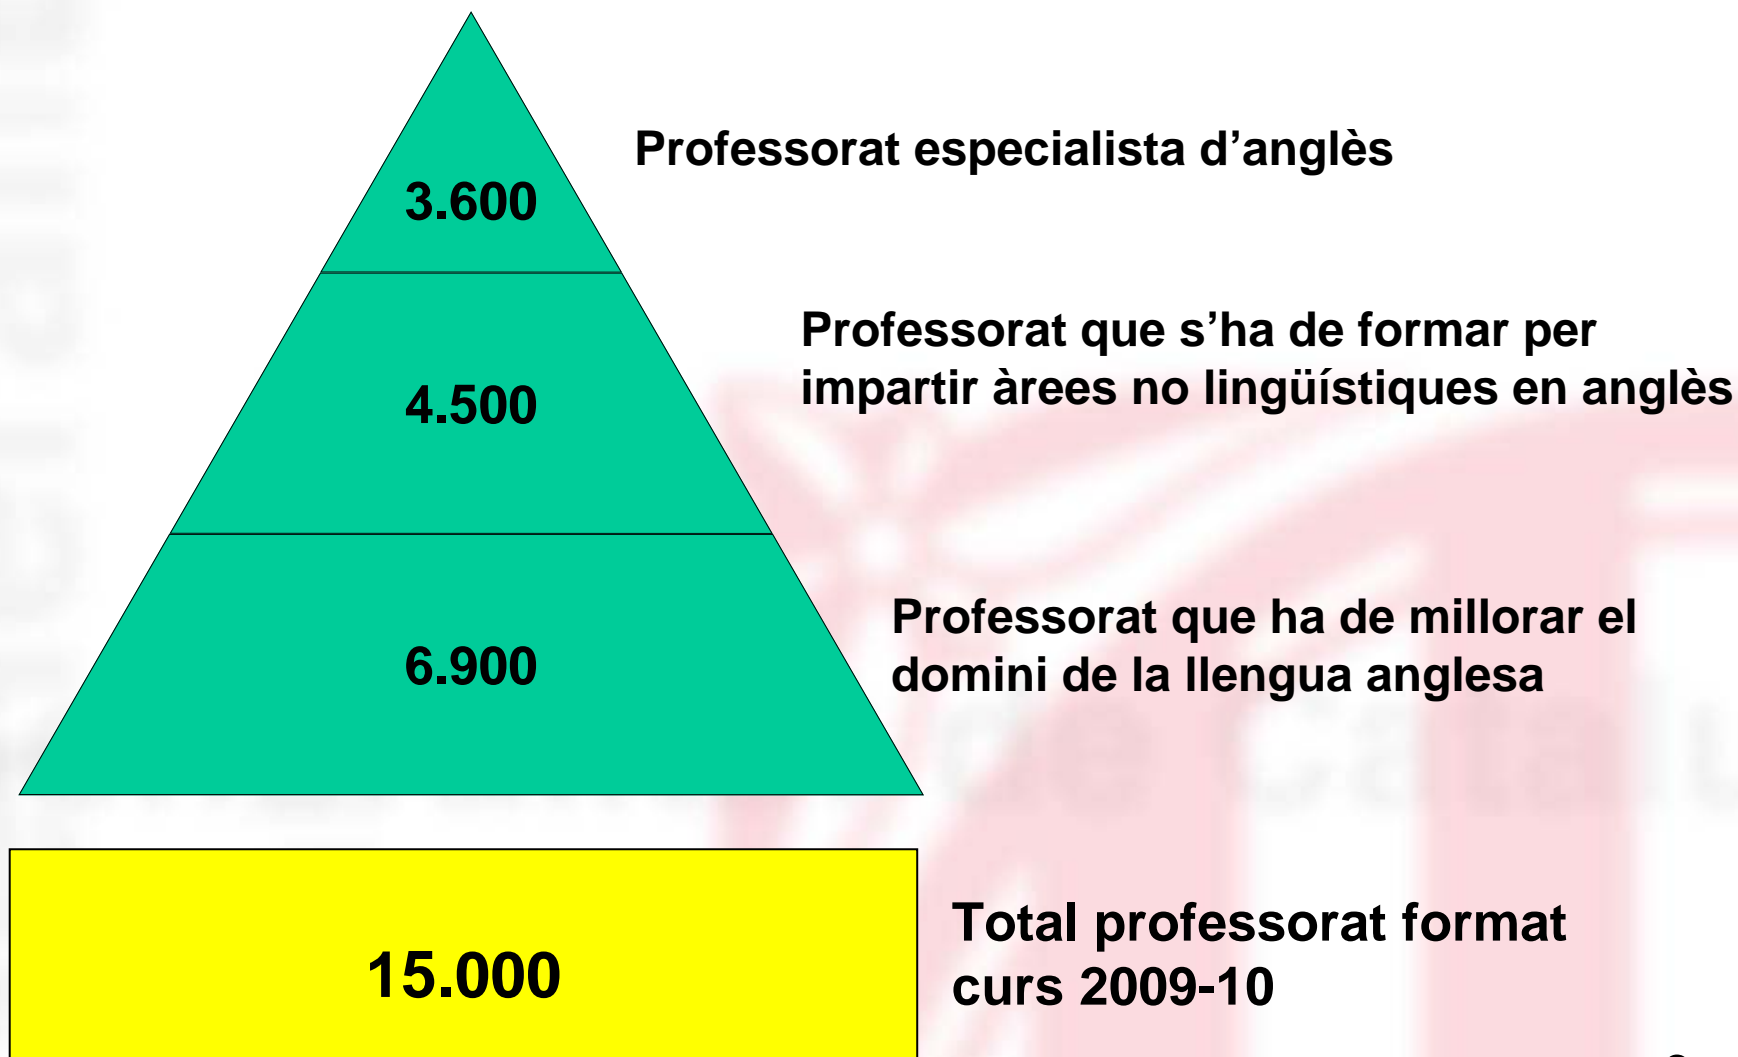 Professorat especialista d’anglès
3.600
Professorat que s’ha de formar per
impartir àrees no lingüístiques en anglès
4.500
Professorat que ha de millorar el
domini de la llengua anglesa
6.900
Total professorat format
curs 2009-10
15.000